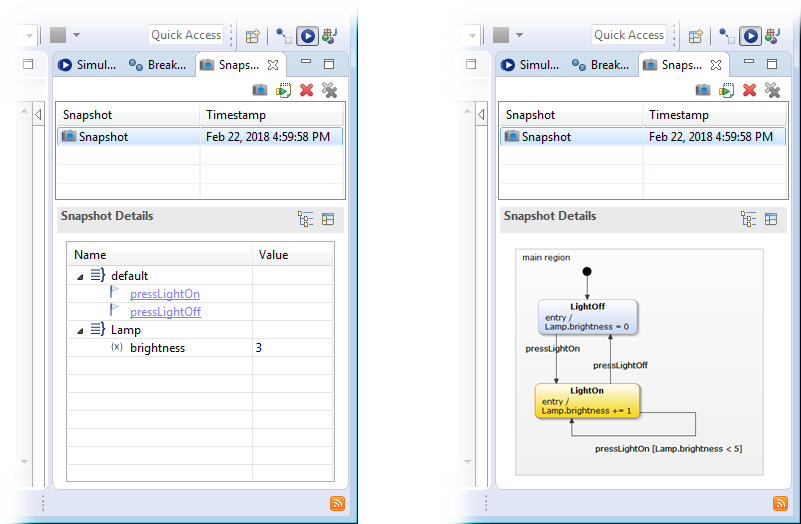 Quick Access
Simul...
Break...
Snaps...
Snapshot Timestamp
Snapshot Feb 22, 2018 4:59:58 PM
Snapshot Details
Name Value
default
pressLightOn
pressLightOff
Lamp
(x) brightness 3
Quick Access
Simul...
Break...
Snaps...
Snapshot Timestamp
Snapshot Feb 22, 2018 4:59:58 PM
Snapshot Details
main region
LightOff
entry /
Lamp.brightness = 0
pressLightOn
pressLightOff
LightOn
entry /
Lamp.brightness += 1
pressLightOn [Lamp.brightness < 5]